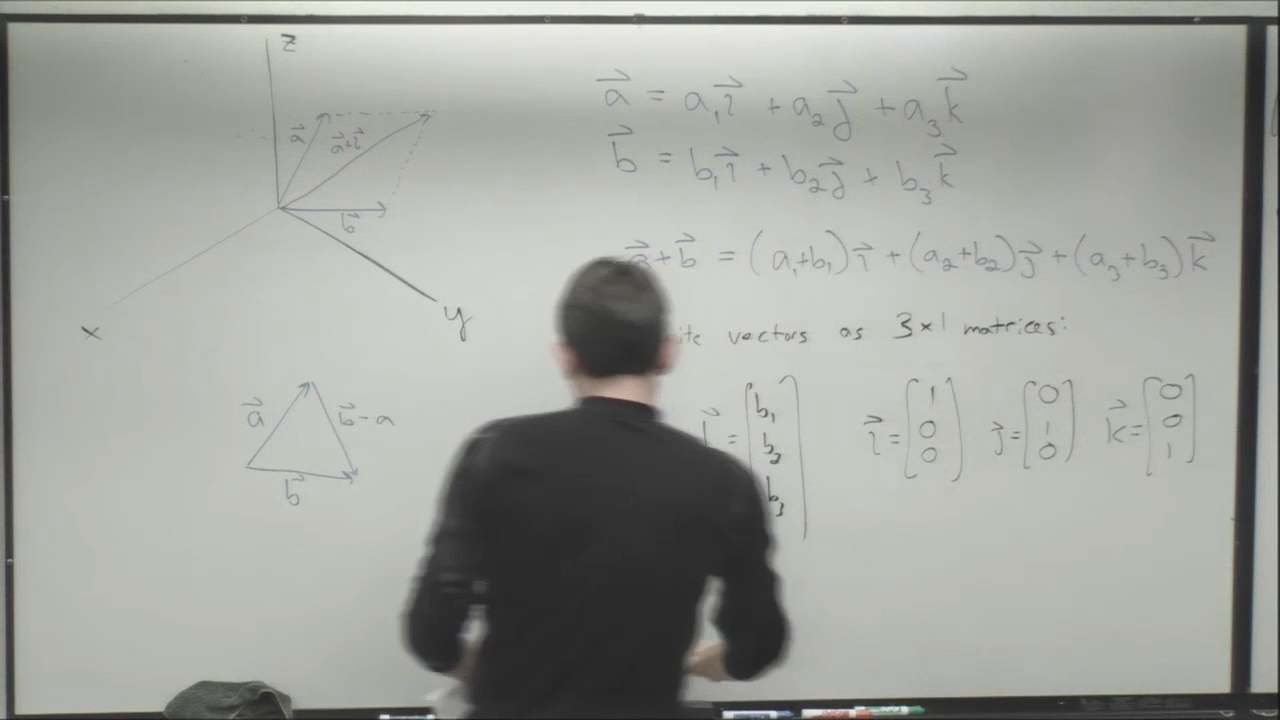 z
a⃗
a⃗+b⃗
b⃗
x
y
a⃗
b⃗-a
b⃗
a⃗ = a₁i⃗ + a₂j⃗ + a₃k⃗
b⃗ = b₁i⃗ + b₂j⃗ + b₃k⃗
a⃗+b⃗ = (a₁+b₁)i⃗ + (a₂+b₂)j⃗ + (a₃+b₃)k⃗
vectors as 3×1 matrices:
= [b₁ b₂ b₃] i⃗ = [1 0 0] j⃗ = [0 1 0] k⃗ = [0 0 1]